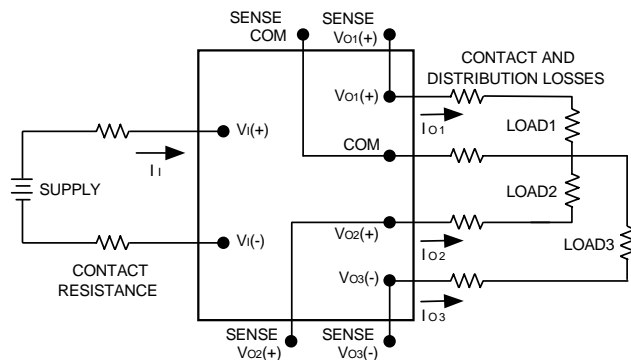 SENSE
COM
SENSE
VO1(+)
CONTACT AND
DISTRIBUTION LOSSES
VO1(+)
VI(+)
IO1
LOAD1
COM
II
SUPPLY
LOAD2
VO2(+)
VI(-)
IO2
LOAD3
CONTACT
RESISTANCE
VO3(-)
IO3
SENSE
VO2(+)
SENSE
VO3(-)